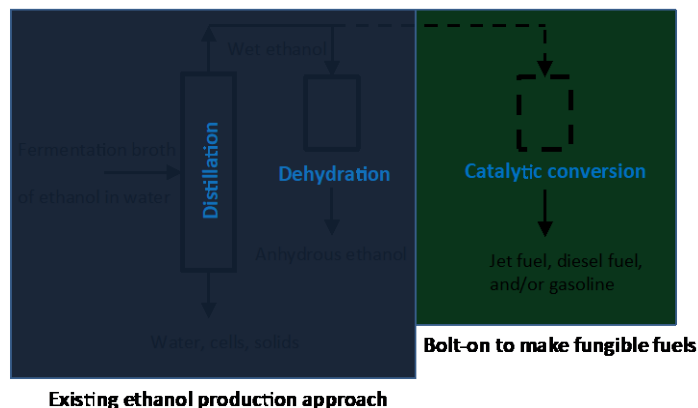 Wet ethanol
Fermentation broth
of ethanol in water
Distillation
Dehydration
Catalytic conversion
Anhydrous ethanol
Jet fuel, diesel fuel,
and/or gasoline
Water, cells, solids
Bolt-on to make fungible fuels
Existing ethanol production approach